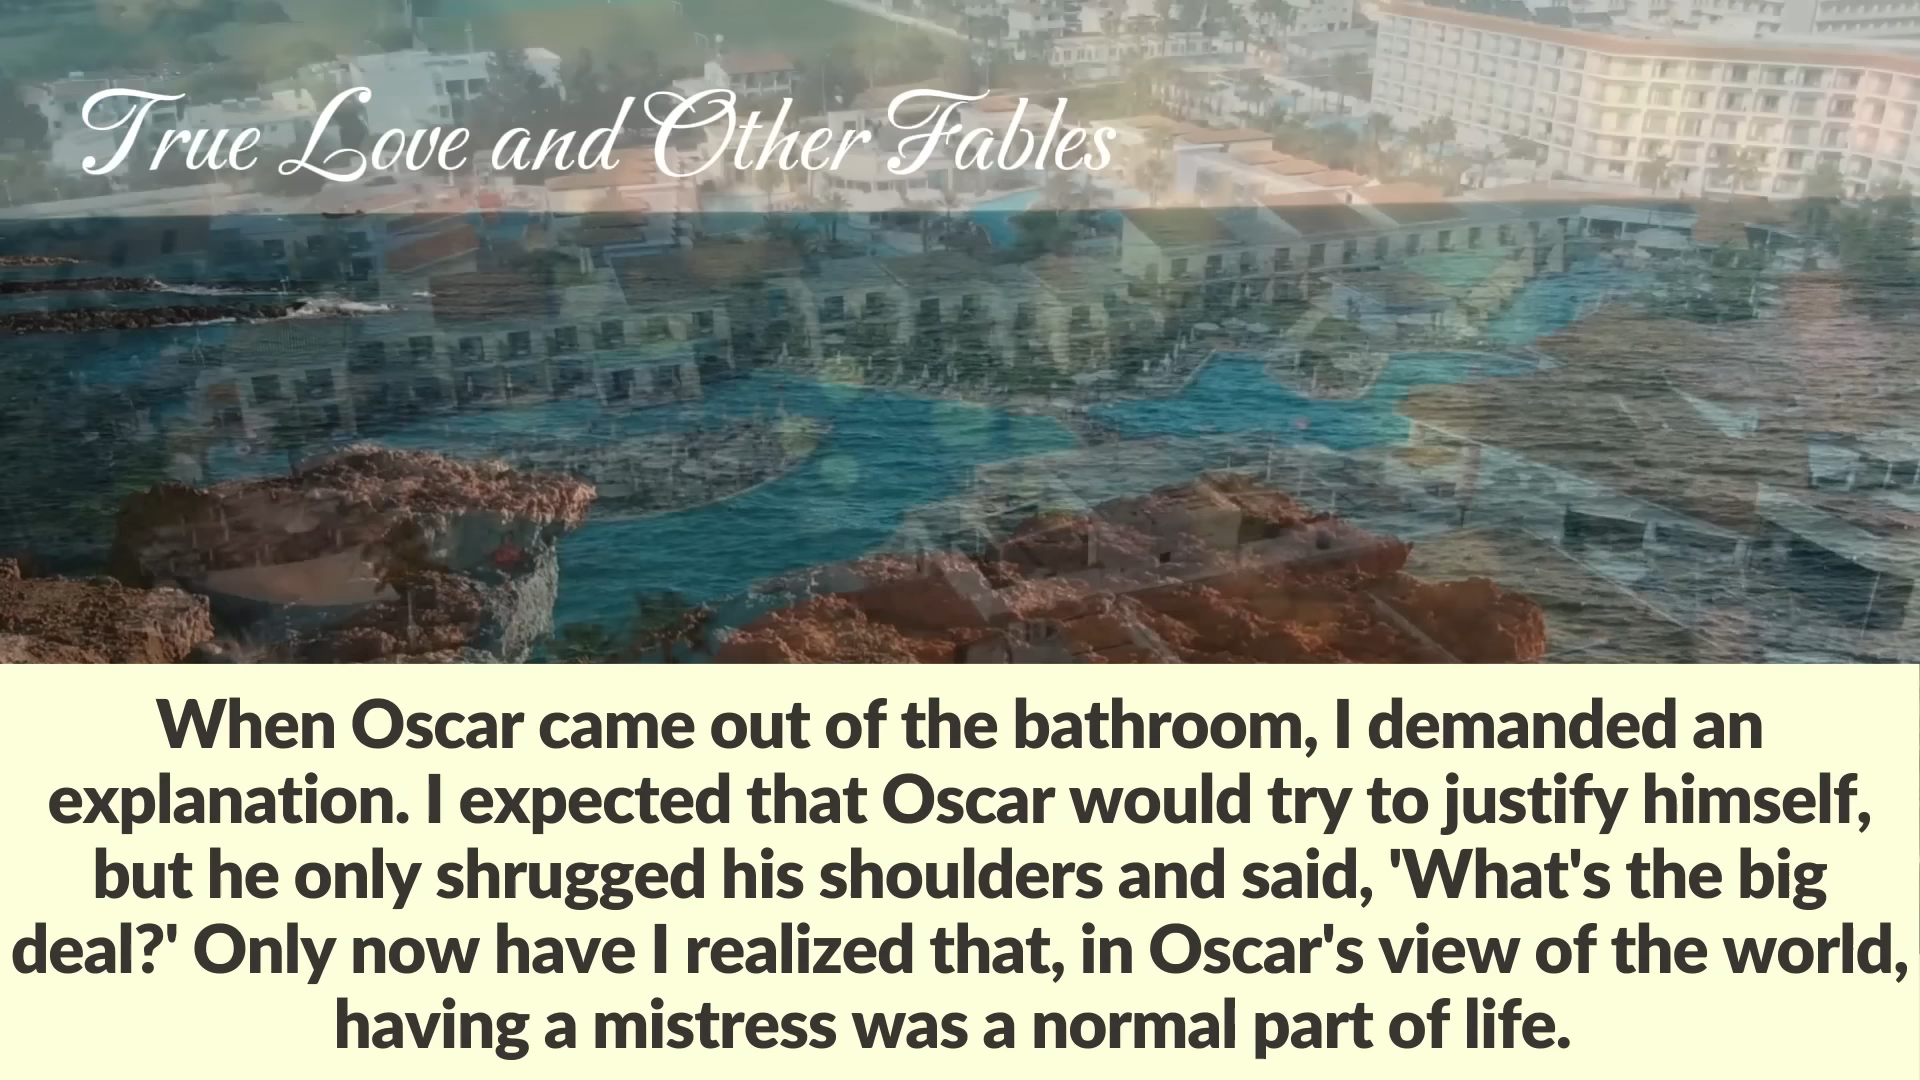 True Love and Other Fables
When Oscar came out of the bathroom, I demanded an
explanation. I expected that Oscar would try to justify himself,
but he only shrugged his shoulders and said, 'What's the big
deal?' Only now have I realized that, in Oscar's view of the world,
having a mistress was a normal part of life.